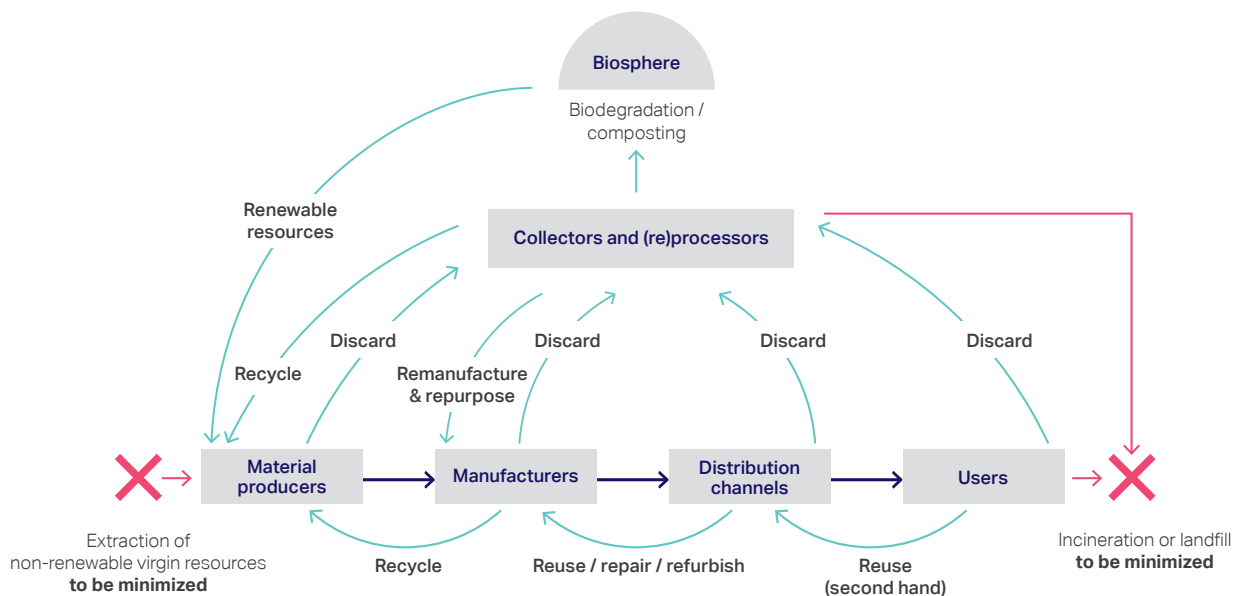 Biosphere
Biodegradation /
composting
Renewable
resources
Collectors and (re)processors
Discard
Discard
Discard
Discard
Recycle
Remanufacture
& repurpose
Material
producers
Manufacturers
Distribution
channels
Users
Extraction of
non-renewable virgin resources
to be minimized
Recycle
Reuse / repair / refurbish
Reuse
(second hand)
Incineration or landfill
to be minimized